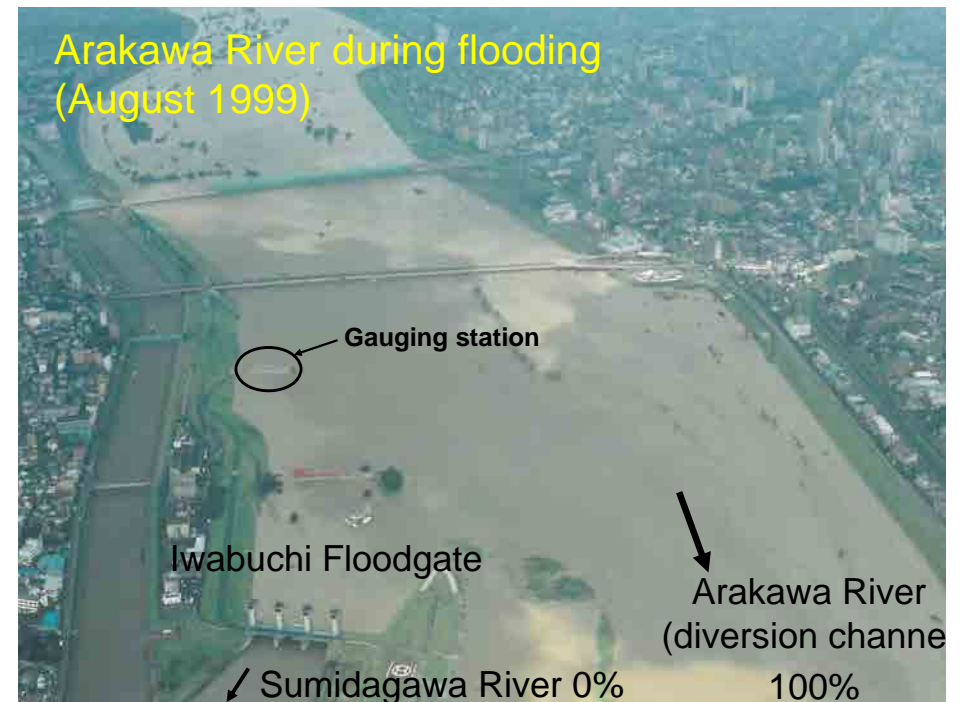 Arakawa River during flooding
(August 1999)
Gauging station
Iwabuchi Floodgate
Arakawa River
(diversion channe
Sumidagawa River 0%
100%